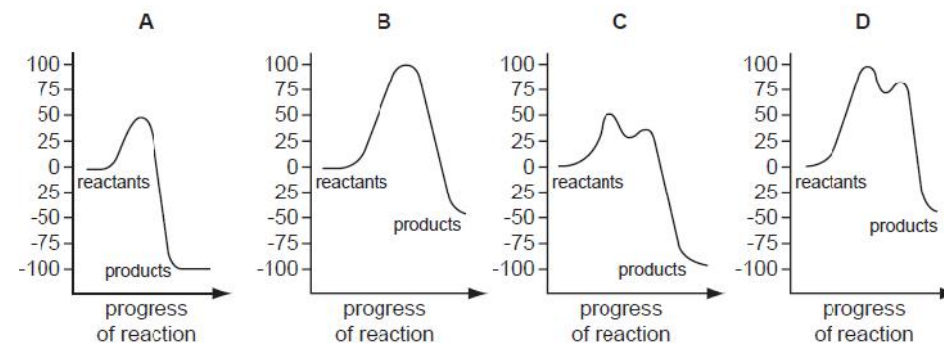 A
100
75
50
25
0
25
-50
-75
-100
reactants
products
progress
of reaction
B
100
75
50
25
0
25
-50
-75
-100
reactants
products
progress
of reaction
C
100
75
50
25
0
25
-50
-75
-100
reactants
products
progress
of reaction
D
100
75
50
25
0
25
-50
-75
-100
reactants
products
progress
of reaction